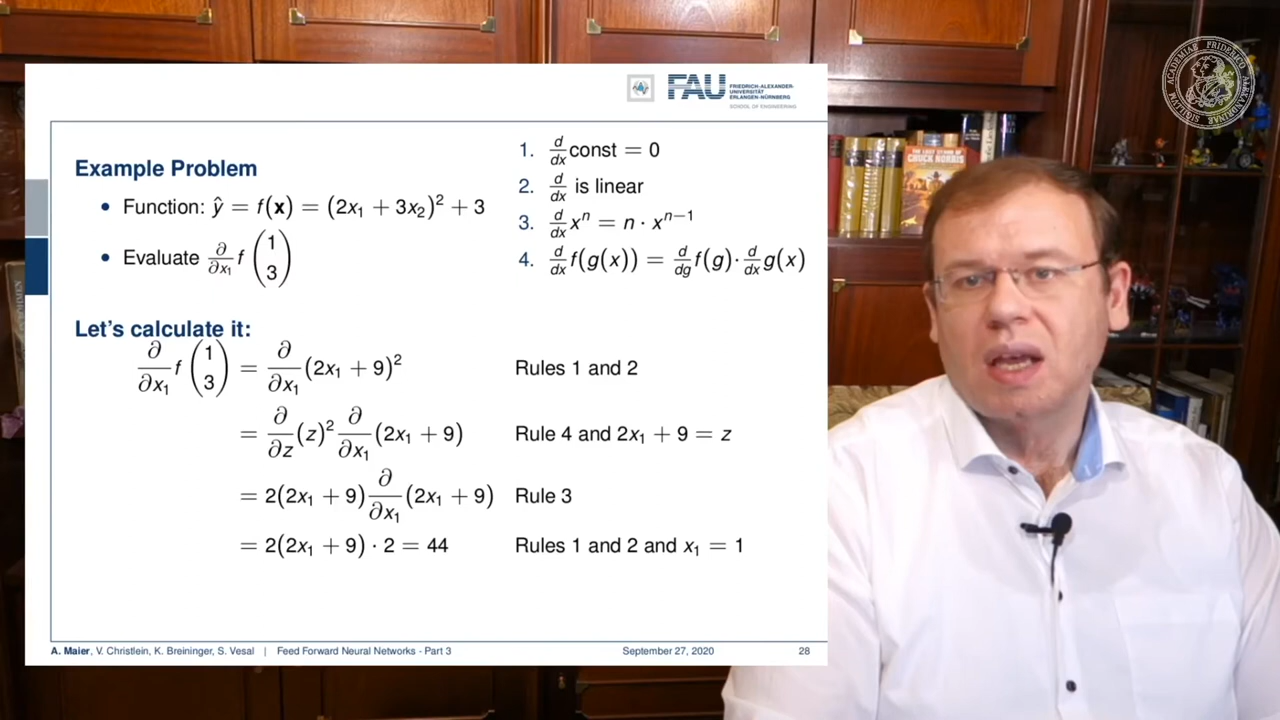 FAU
FRIEDRICH-ALEXANDER-
UNIVERSITÄT
ERLANGEN-NÜRNBERG
SCHOOL OF ENGINEERING
Example Problem
• Function: ŷ = f(x) = (2x₁ + 3x₂)² + 3
• Evaluate ∂/∂x₁ f (1 3)
1. d/dx const = 0
2. d/dx is linear
3. d/dx xⁿ = n · xⁿ⁻¹
4. d/dx f(g(x)) = d/dg f(g) · d/dx g(x)
Let's calculate it:
∂/∂x₁ f (1 3) = ∂/∂x₁ (2x₁ + 9)² Rules 1 and 2
= ∂/∂z (z)² ∂/∂x₁ (2x₁ + 9) Rule 4 and 2x₁ + 9 = z
= 2(2x₁ + 9) ∂/∂x₁ (2x₁ + 9) Rule 3
= 2(2x₁ + 9) · 2 = 44 Rules 1 and 2 and x₁ = 1
A. Maier, V. Christlein, K. Breininger, S. Vesal | Feed Forward Neural Networks - Part 3 September 27, 2020 28
CHUCK NORRIS